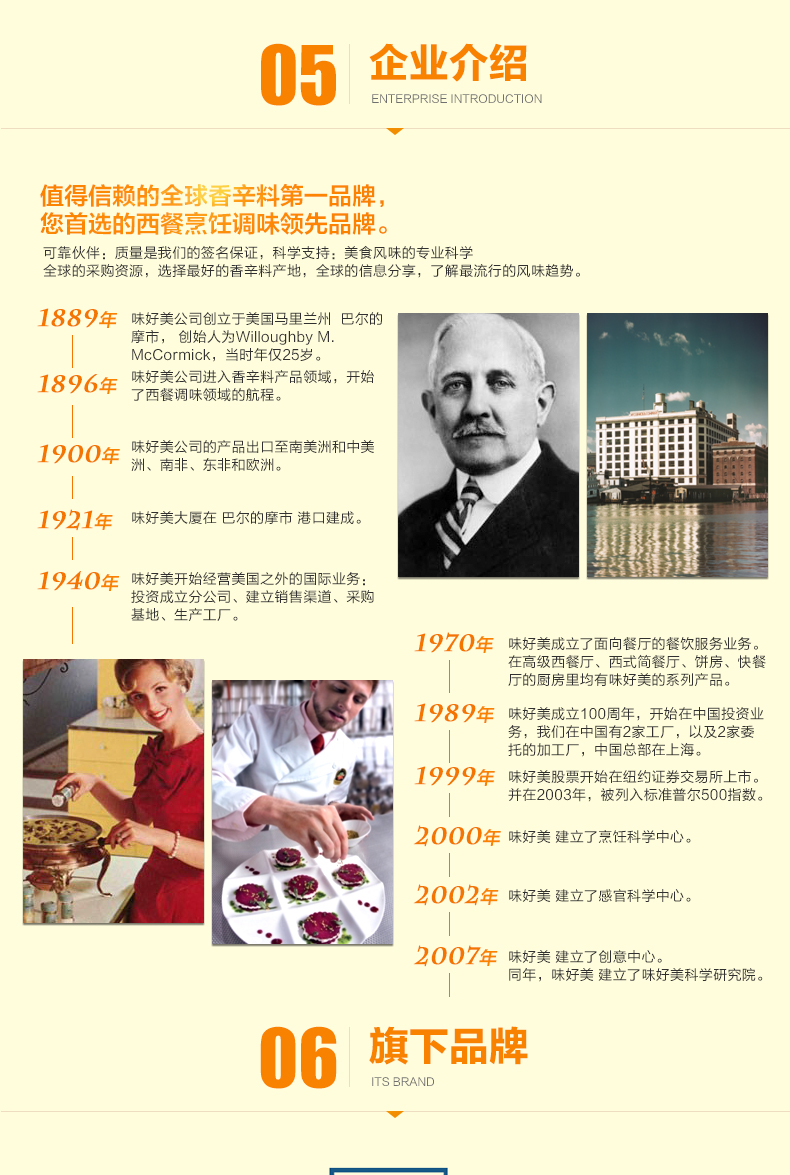 05
企业介绍
ENTERPRISE INTRODUCTION
值得信赖的全球香辛料第一品牌，
您首选的西餐烹饪调味领先品牌。
可靠伙伴；质量是我们的签名保证，科学支持；美食风味的专业科学
全球的采购资源，选择最好的香辛料产地，全球的信息分享，了解最流行的风味趋势。
1889年
味好美公司创立于美国马里兰州 巴尔的
摩市， 创始人为Willoughby M.
McCormick，当时年仅25岁。
1896年
味好美公司进入香辛料产品领域，开始
了西餐调味领域的航程。
1900年
味好美公司的产品出口至南美洲和中美
洲、南非、东非和欧洲。
1921年
味好美大厦在 巴尔的摩市 港口建成。
1940年
味好美开始经营美国之外的国际业务；
投资成立分公司、建立销售渠道、采购
基地、生产工厂。
1970年
味好美成立了面向餐厅的餐饮服务业务。
在高级西餐厅、西式简餐厅、饼房、快餐
厅的厨房里均有味好美的系列产品。
1989年
味好美成立100周年，开始在中国投资业
务，我们在中国有2家工厂，以及2家委
托的加工厂，中国总部在上海。
1999年
味好美股票开始在纽约证券交易所上市。
并在2003年，被列入标准普尔500指数。
2000年
味好美 建立了烹饪科学中心。
2002年
味好美 建立了感官科学中心。
2007年
味好美 建立了创意中心。
同年，味好美 建立了味好美科学研究院。
06
旗下品牌
ITS BRAND